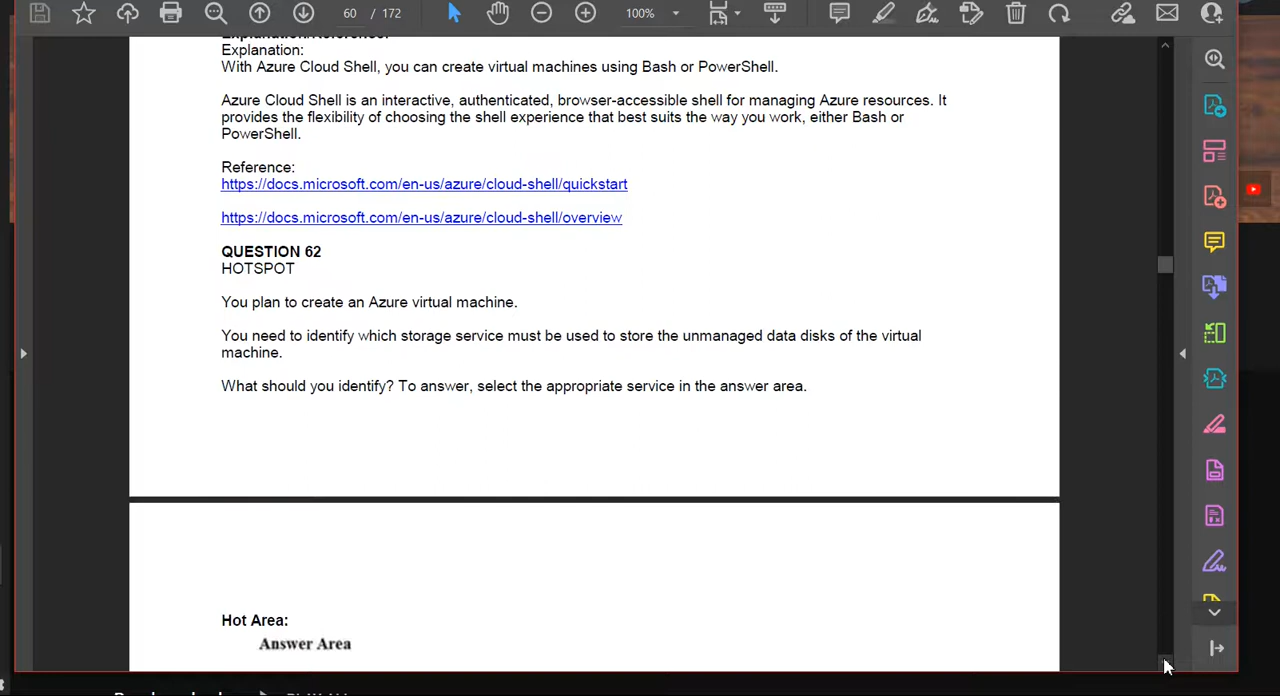 60 / 172
100%
Explanation/Reference:
Explanation:
With Azure Cloud Shell, you can create virtual machines using Bash or PowerShell.
Azure Cloud Shell is an interactive, authenticated, browser-accessible shell for managing Azure resources. It
provides the flexibility of choosing the shell experience that best suits the way you work, either Bash or
PowerShell.
Reference:
https://docs.microsoft.com/en-us/azure/cloud-shell/quickstart
https://docs.microsoft.com/en-us/azure/cloud-shell/overview
QUESTION 62
HOTSPOT
You plan to create an Azure virtual machine.
You need to identify which storage service must be used to store the unmanaged data disks of the virtual
machine.
What should you identify? To answer, select the appropriate service in the answer area.
Hot Area:
Answer Area